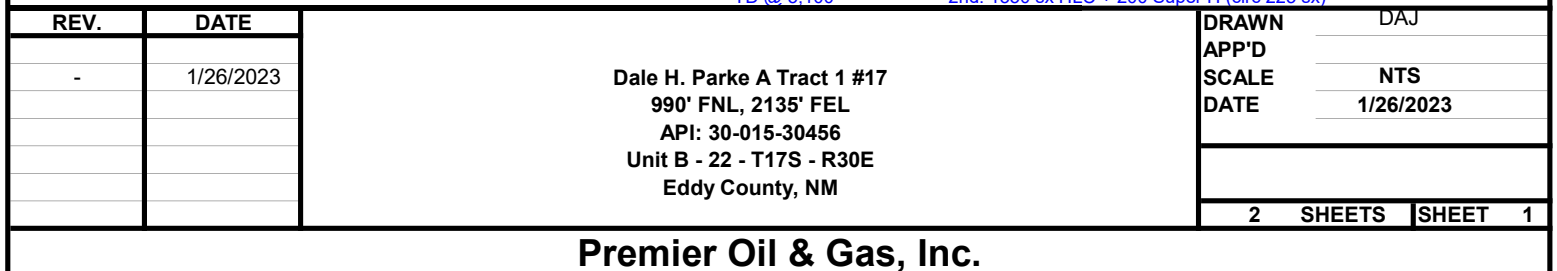 REV. DATE
- 1/26/2023
Dale H. Parke A Tract 1 #17
990' FNL, 2135' FEL
API: 30-015-30456
Unit B - 22 - T17S - R30E
Eddy County, NM
DRAWN DAJ
APP'D
SCALE NTS
DATE 1/26/2023
2 SHEETS SHEET 1
Premier Oil & Gas, Inc.